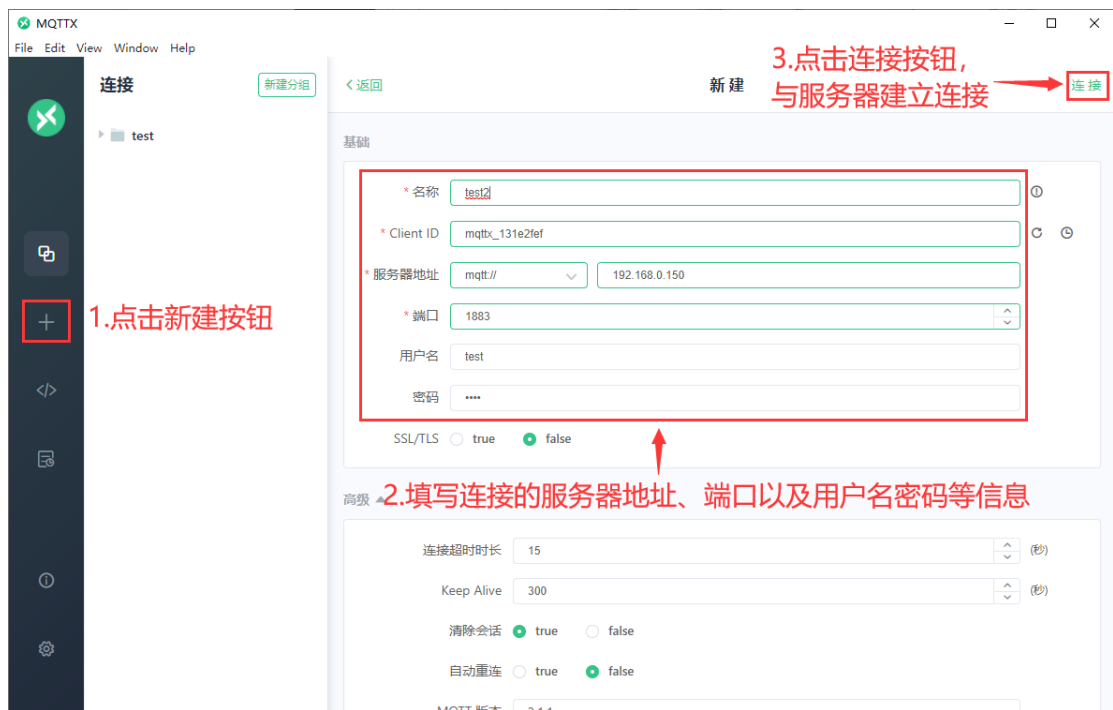 MQTTX
File Edit View Window Help
连接
新建分组
test
1.点击新建按钮
返回
新建
3.点击连接按钮，
与服务器建立连接
连接
基础
* 名称 test2
* Client ID mqttx_131e2fef
* 服务器地址 mqtt:// 192.168.0.150
* 端口 1883
用户名 test
密码 ••••
SSL/TLS true false
2.填写连接的服务器地址、端口以及用户名密码等信息
高级
连接超时时长 15 (秒)
Keep Alive 300 (秒)
清除会话 true false
自动重连 true false
MQTT 版本 3.1.1